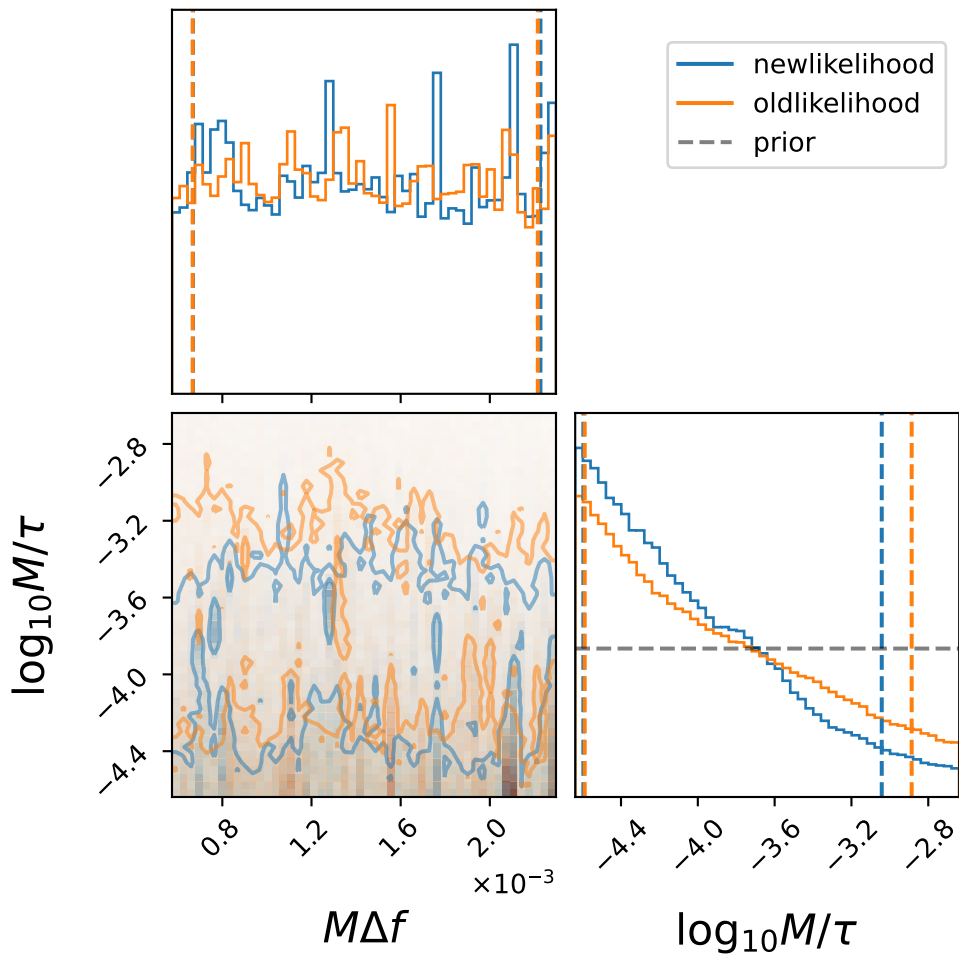 newlikelihood
oldlikelihood
prior
−2.8
−3.2
−3.6
−4.0
−4.4
log₁₀M/τ
0.8
1.2
1.6
2.0
×10⁻³
MΔf
−4.4
−4.0
−3.6
−3.2
−2.8
log₁₀M/τ